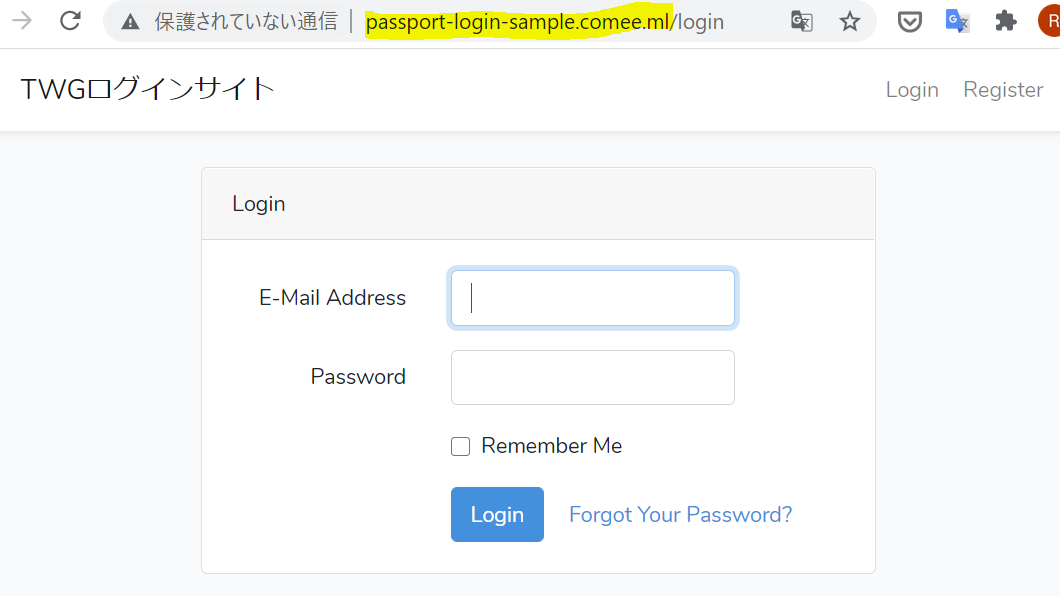 保護されていない通信 | passport-login-sample.comee.ml/login
R
TWGログインサイト
Login Register
Login
E-Mail Address
Password
Remember Me
Login Forgot Your Password?